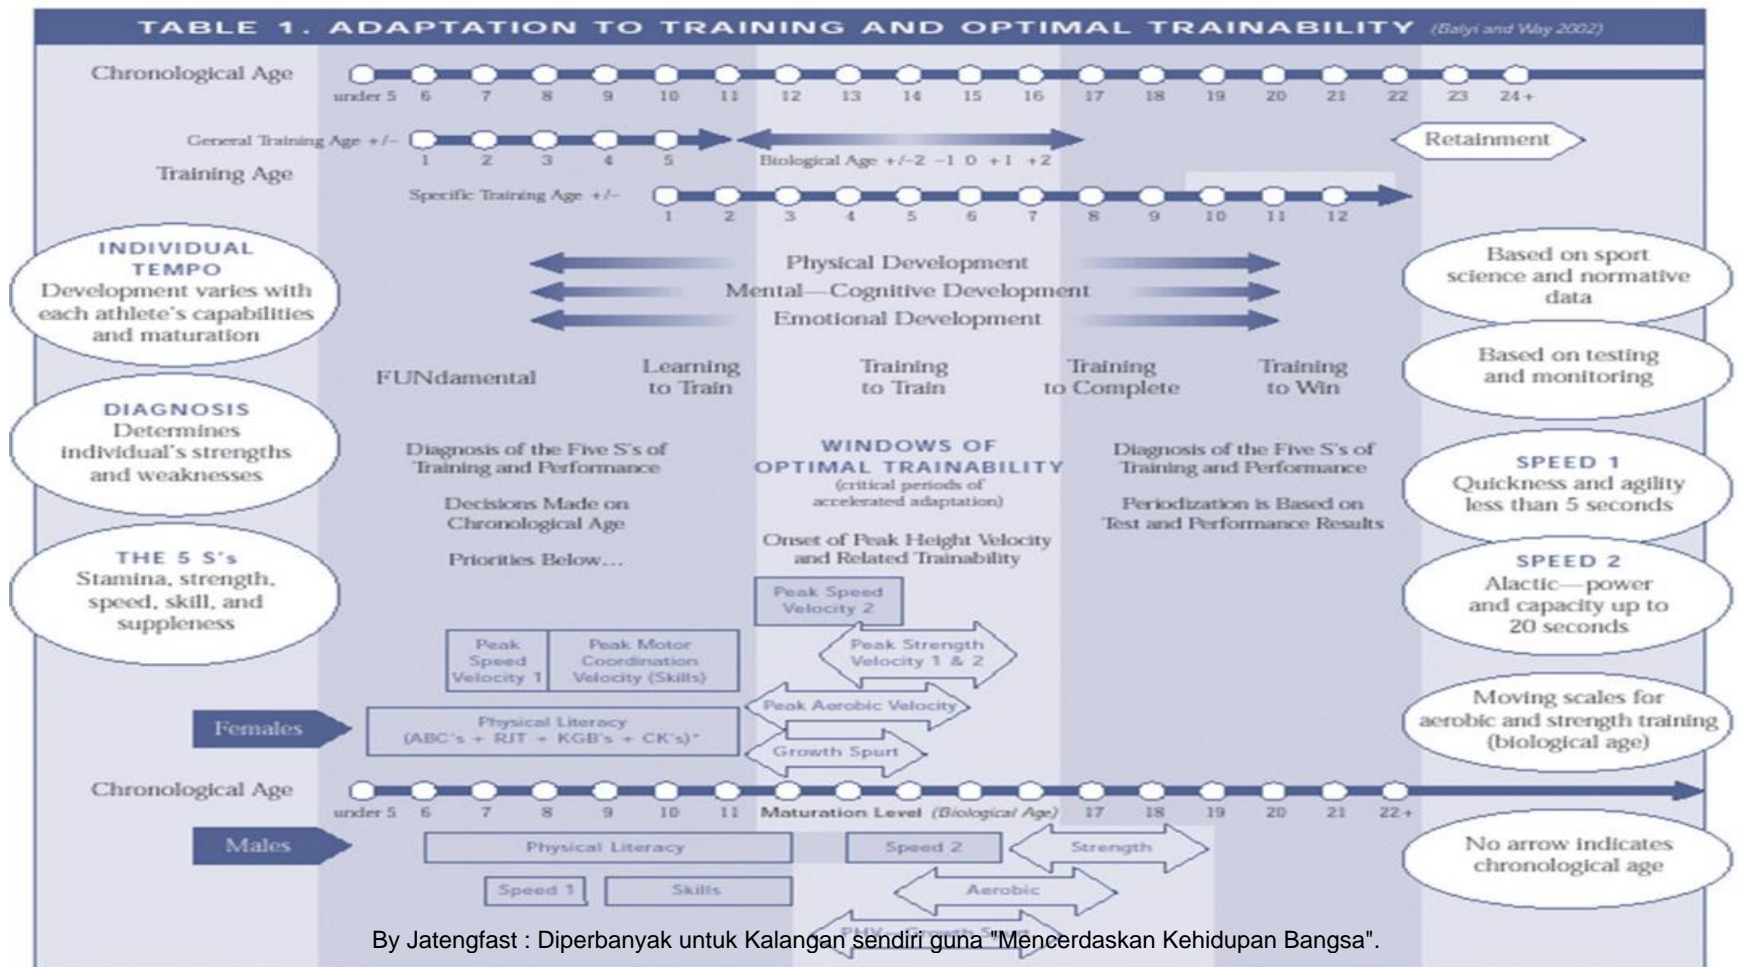 TABLE 1. ADAPTATION TO TRAINING AND OPTIMAL TRAINABILITY (Balyi and Way 2002)
Chronological Age
under 5 6 7 8 9 10 11 12 13 14 15 16 17 18 19 20 21 22 23 24+
General Training Age +/-
1 2 3 4 5
Biological Age +/-2 -1 0 +1 +2
Retainment
Training Age
Specific Training Age +/-
1 2 3 4 5 6 7 8 9 10 11 12
INDIVIDUAL
TEMPO
Development varies with
each athlete's capabilities
and maturation
DIAGNOSIS
Determines
individual's strengths
and weaknesses
THE 5 S's
Stamina, strength,
speed, skill, and
suppleness
Physical Development
Mental—Cognitive Development
Emotional Development
FUNdamental
Learning
to Train
Training
to Train
Training
to Complete
Training
to Win
Diagnosis of the Five S's of
Training and Performance
Decisions Made on
Chronological Age
Priorities Below...
WINDOWS OF
OPTIMAL TRAINABILITY
(critical periods of
accelerated adaptation)
Onset of Peak Height Velocity
and Related Trainability
Diagnosis of the Five S's of
Training and Performance
Periodization is Based on
Test and Performance Results
Based on sport
science and normative
data
Based on testing
and monitoring
SPEED 1
Quickness and agility
less than 5 seconds
SPEED 2
Alactic—power
and capacity up to
20 seconds
Moving scales for
aerobic and strength training
(biological age)
No arrow indicates
chronological age
Peak Speed
Velocity 2
Peak
Speed
Velocity 1
Peak Motor
Coordination
Velocity (Skills)
Peak Strength
Velocity 1 & 2
Peak Aerobic Velocity
Females
Physical Literacy
(ABC's + RJT + KGB's + CK's)*
Growth Spurt
Chronological Age
under 5 6 7 8 9 10 11 Maturation Level (Biological Age) 17 18 19 20 21 22+
Males
Physical Literacy
Speed 2
Strength
Speed 1
Skills
Aerobic
PHV—Growth Spurt
By Jatengfast : Diperbanyak untuk Kalangan sendiri guna "Mencerdaskan Kehidupan Bangsa".